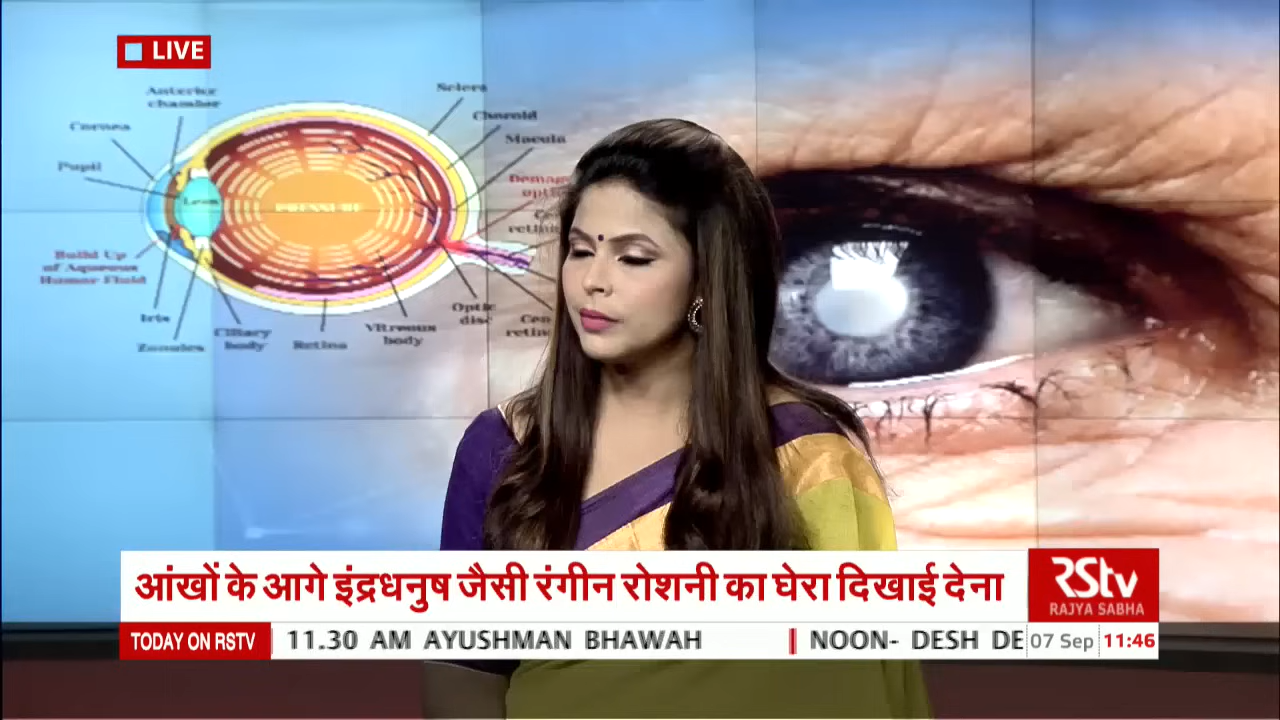 LIVE
Anterior
chamber
Cornea
Pupil
Lens
PRESSURE
Sclera
Choroid
Macula
Build Up
of Aqueous
Humor Fluid
Iris
Zonules
Ciliary
body
Retina
Vitreous
body
Optic
disc
आंखों के आगे इंद्रधनुष जैसी रंगीन रोशनी का घेरा दिखाई देना
RSTV
RAJYA SABHA
TODAY ON RSTV 11.30 AM AYUSHMAN BHAWAH NOON- DESH DE 07 Sep 11:46